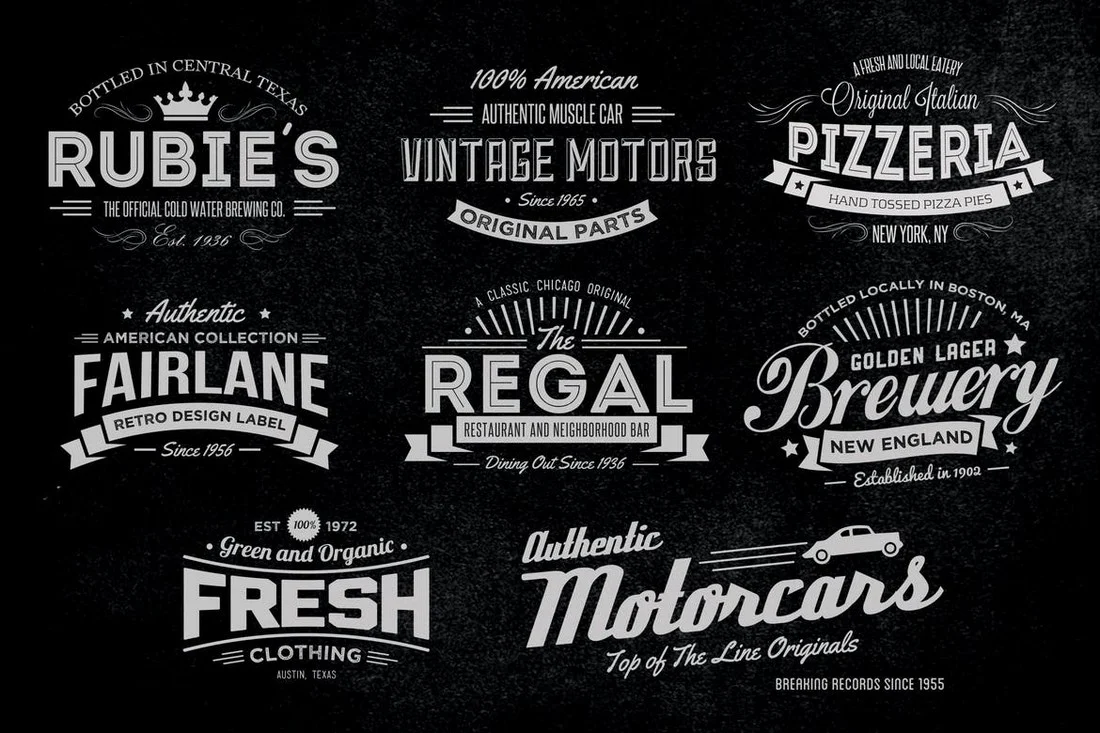 BOTTLED IN CENTRAL TEXAS
RUBIE'S
THE OFFICIAL COLD WATER BREWING CO.
Est. 1936
100% American
AUTHENTIC MUSCLE CAR
VINTAGE MOTORS
• Since 1965 •
ORIGINAL PARTS
A FRESH AND LOCAL EATERY
Original Italian
PIZZERIA
HAND TOSSED PIZZA PIES
NEW YORK, NY
Authentic
AMERICAN COLLECTION
FAIRLANE
RETRO DESIGN LABEL
Since 1956
A CLASSIC CHICAGO ORIGINAL
The
REGAL
RESTAURANT AND NEIGHBORHOOD BAR
Dining Out Since 1936
BOTTLED LOCALLY IN BOSTON, MA
GOLDEN LAGER
Brewery
NEW ENGLAND
Established in 1902
EST 100% 1972
• Green and Organic •
FRESH
CLOTHING
AUSTIN, TEXAS
Authentic
Motorcars
Top of The Line Originals
BREAKING RECORDS SINCE 1955